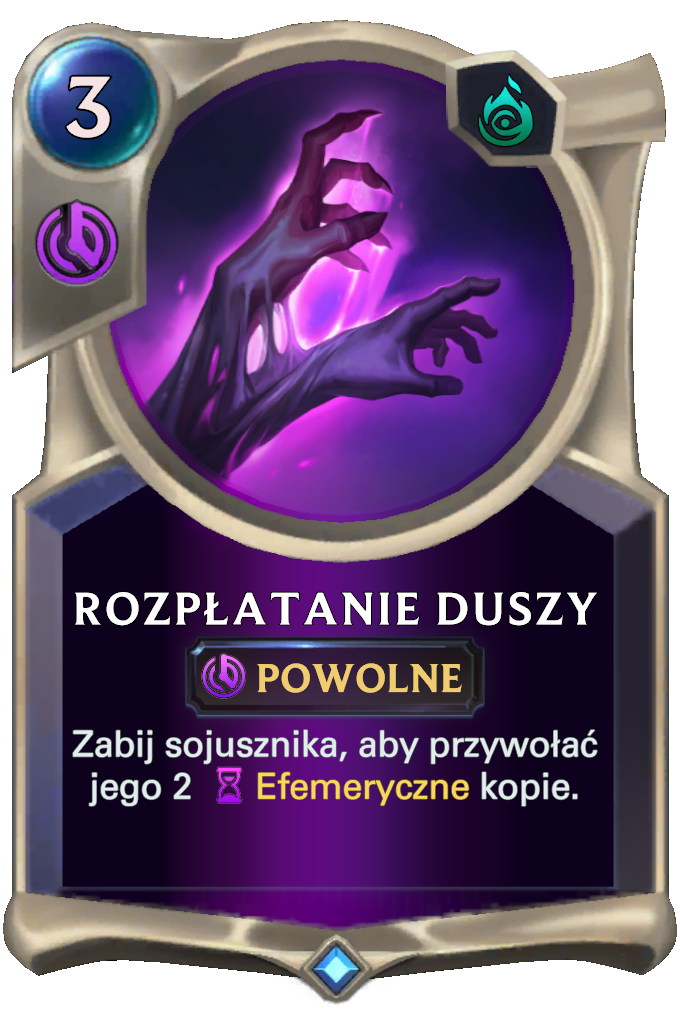 3
ROZPŁATANIE DUSZY
POWOLNE
Zabij sojusznika, aby przywołać
jego 2 Efemeryczne kopie.